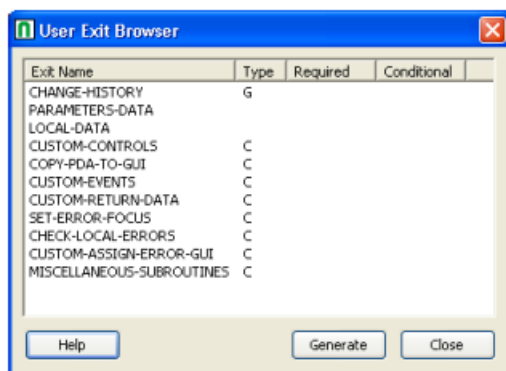 User Exit Browser
Exit Name Type Required Conditional
CHANGE-HISTORY G
PARAMETERS-DATA
LOCAL-DATA
CUSTOM-CONTROLS C
COPY-PDA-TO-GUI C
CUSTOM-EVENTS C
CUSTOM-RETURN-DATA C
SET-ERROR-FOCUS C
CHECK-LOCAL-ERRORS C
CUSTOM-ASSIGN-ERROR-GUI C
MISCELLANEOUS-SUBROUTINES C
Help Generate Close